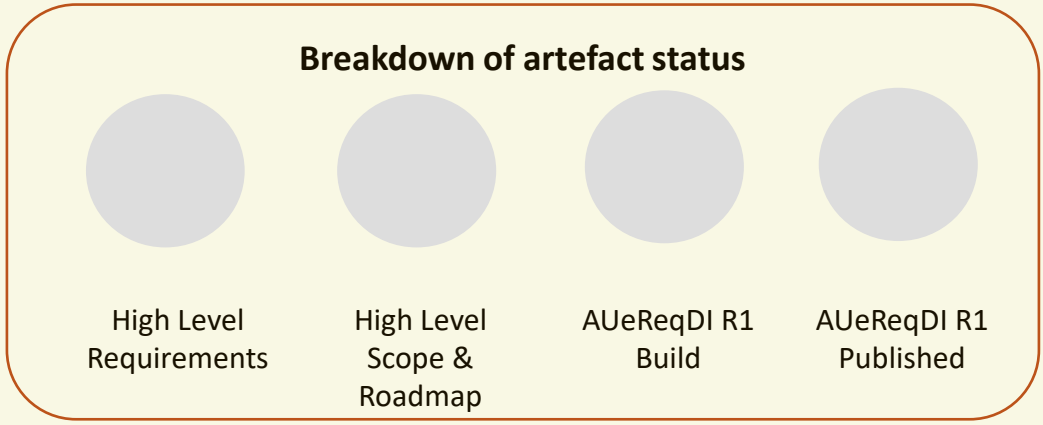 Breakdown of artefact status
High Level
Requirements
High Level
Scope &
Roadmap
AUeReqDI R1
Build
AUeReqDI R1
Published